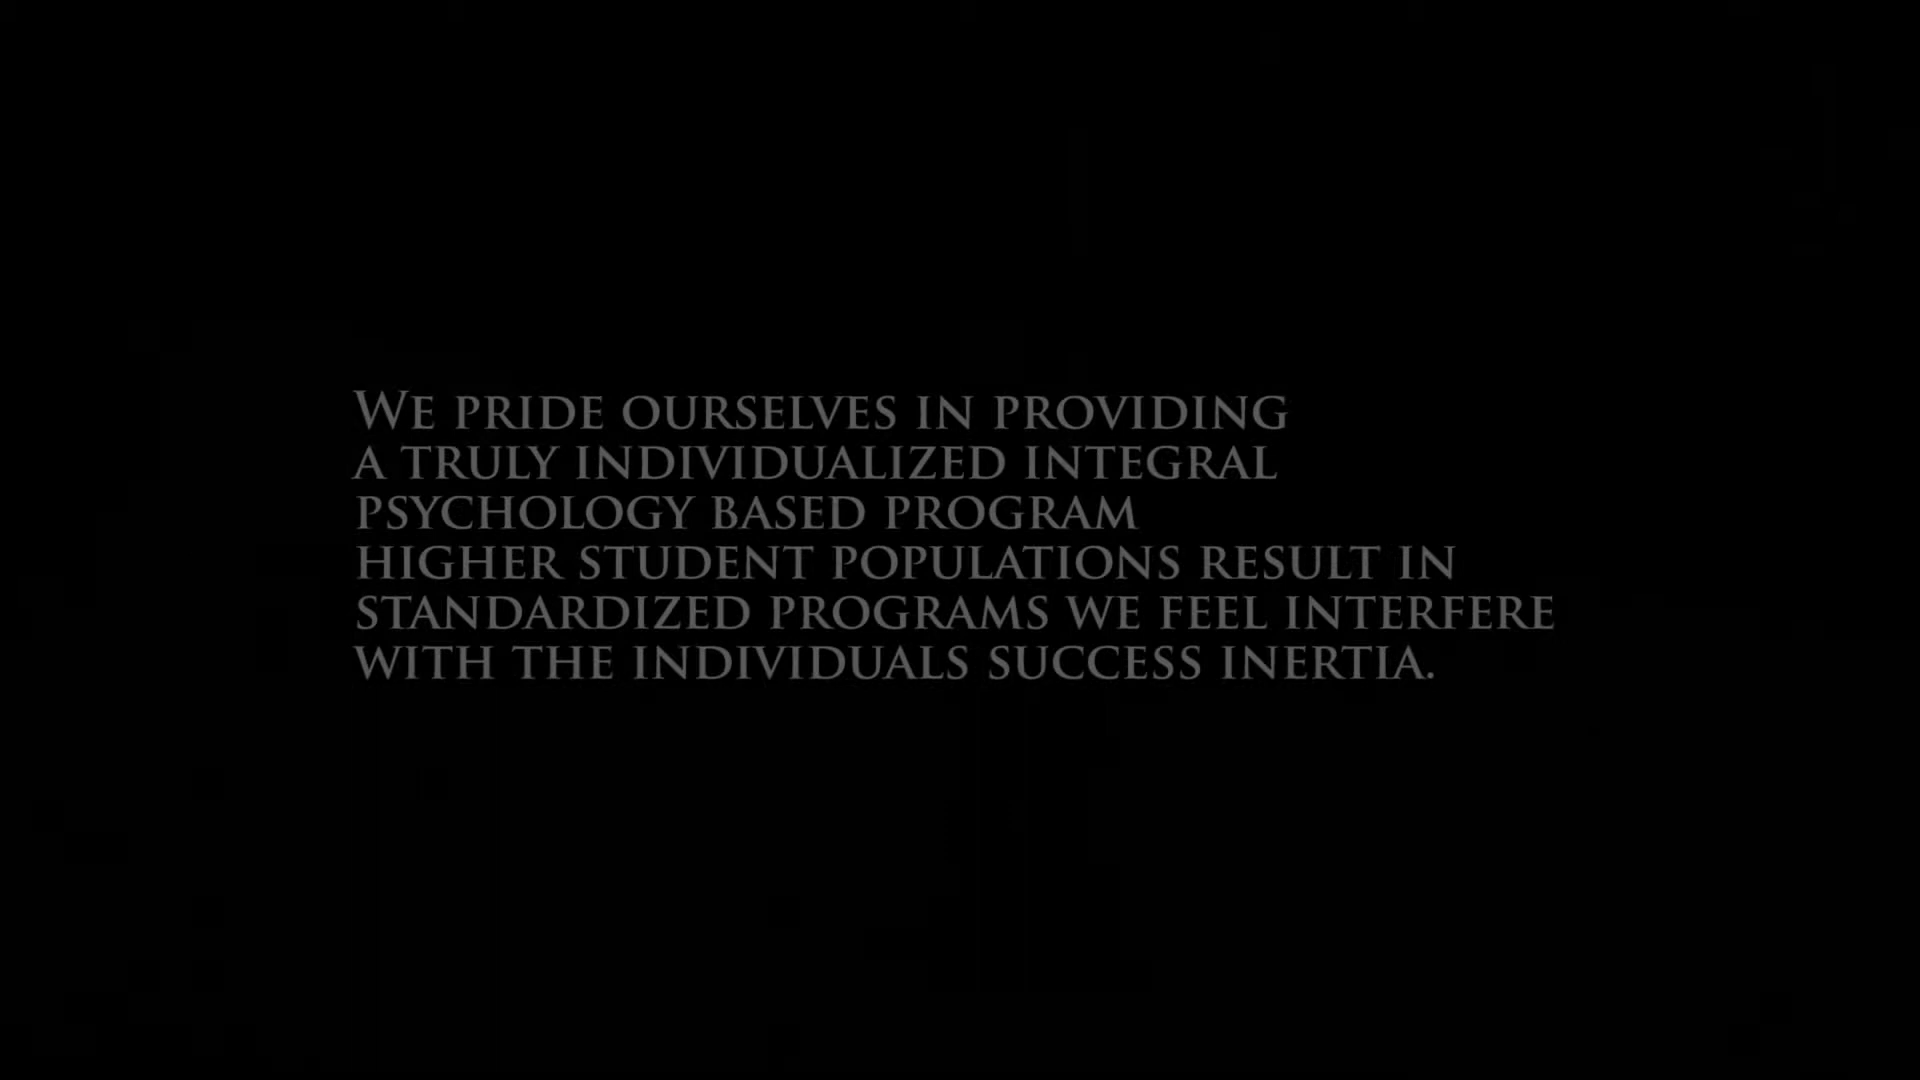 We pride ourselves in providing
a truly individualized integral
psychology based program
higher student populations result in
standardized programs we feel interfere
with the individuals success inertia.